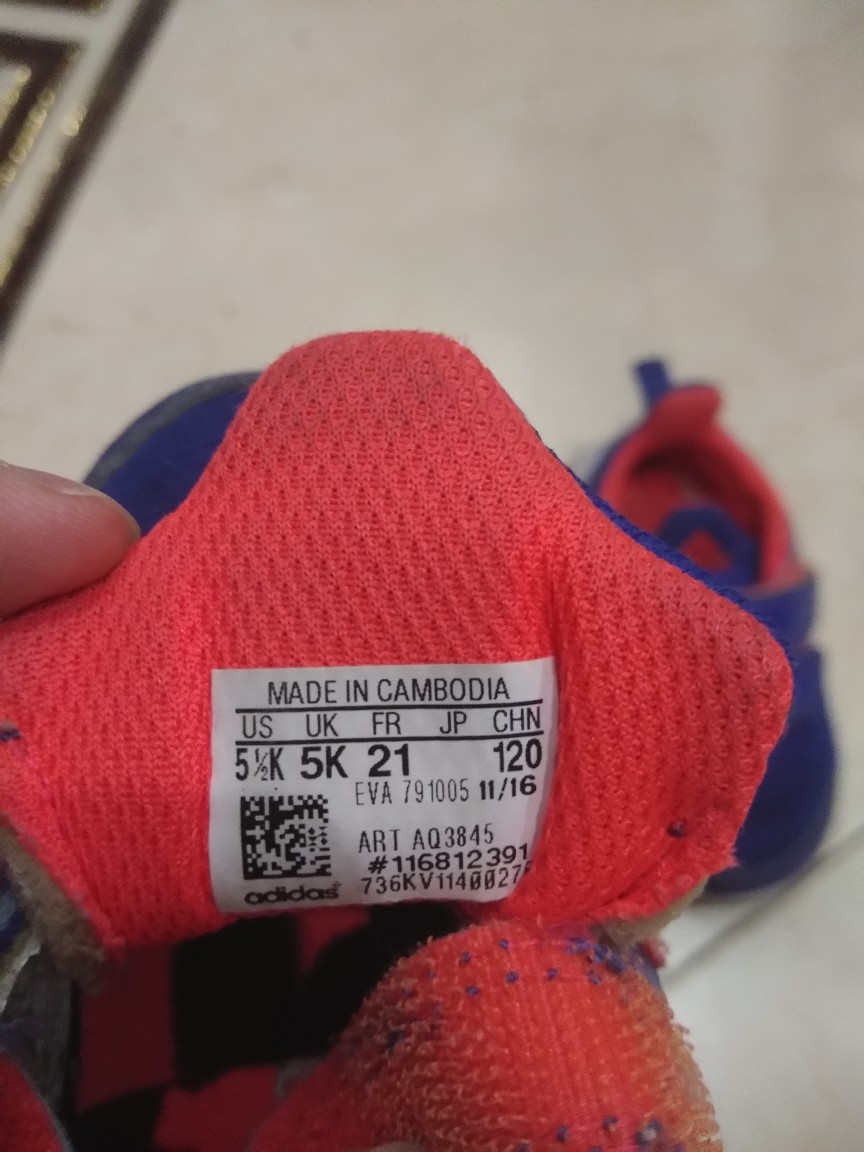 MADE IN CAMBODIA
US UK FR JP CHN
5½K 5K 21 120
EVA 791005 11/16
ART AQ3845
#116812391
adidas